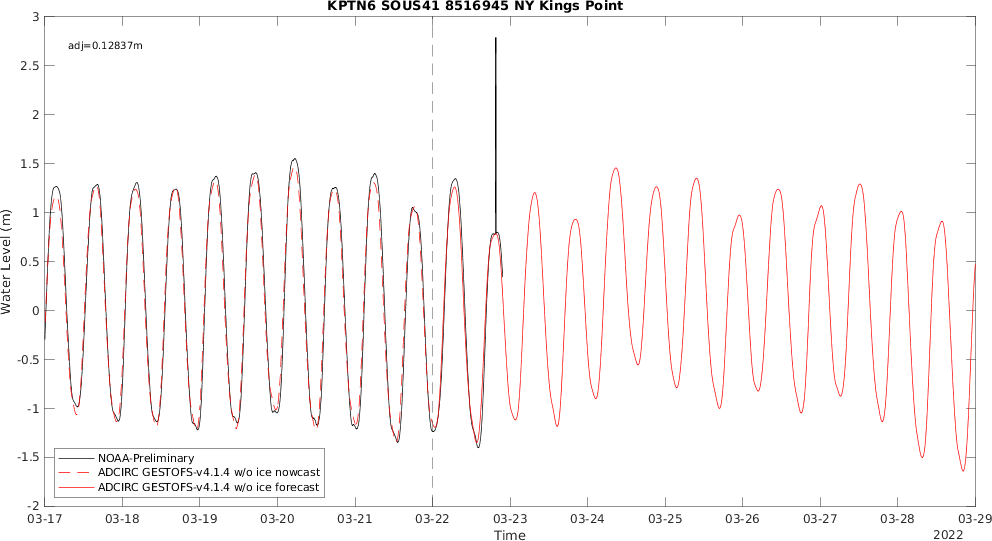 KPTN6 SOUS41 8516945 NY Kings Point
adj=0.12837m
3
2.5
2
1.5
1
0.5
0
-0.5
-1
-1.5
-2
Water Level (m)
NOAA-Preliminary
ADCIRC GESTOFS-v4.1.4 w/o ice nowcast
ADCIRC GESTOFS-v4.1.4 w/o ice forecast
03-17 03-18 03-19 03-20 03-21 03-22 03-23 03-24 03-25 03-26 03-27 03-28 03-29
Time
2022